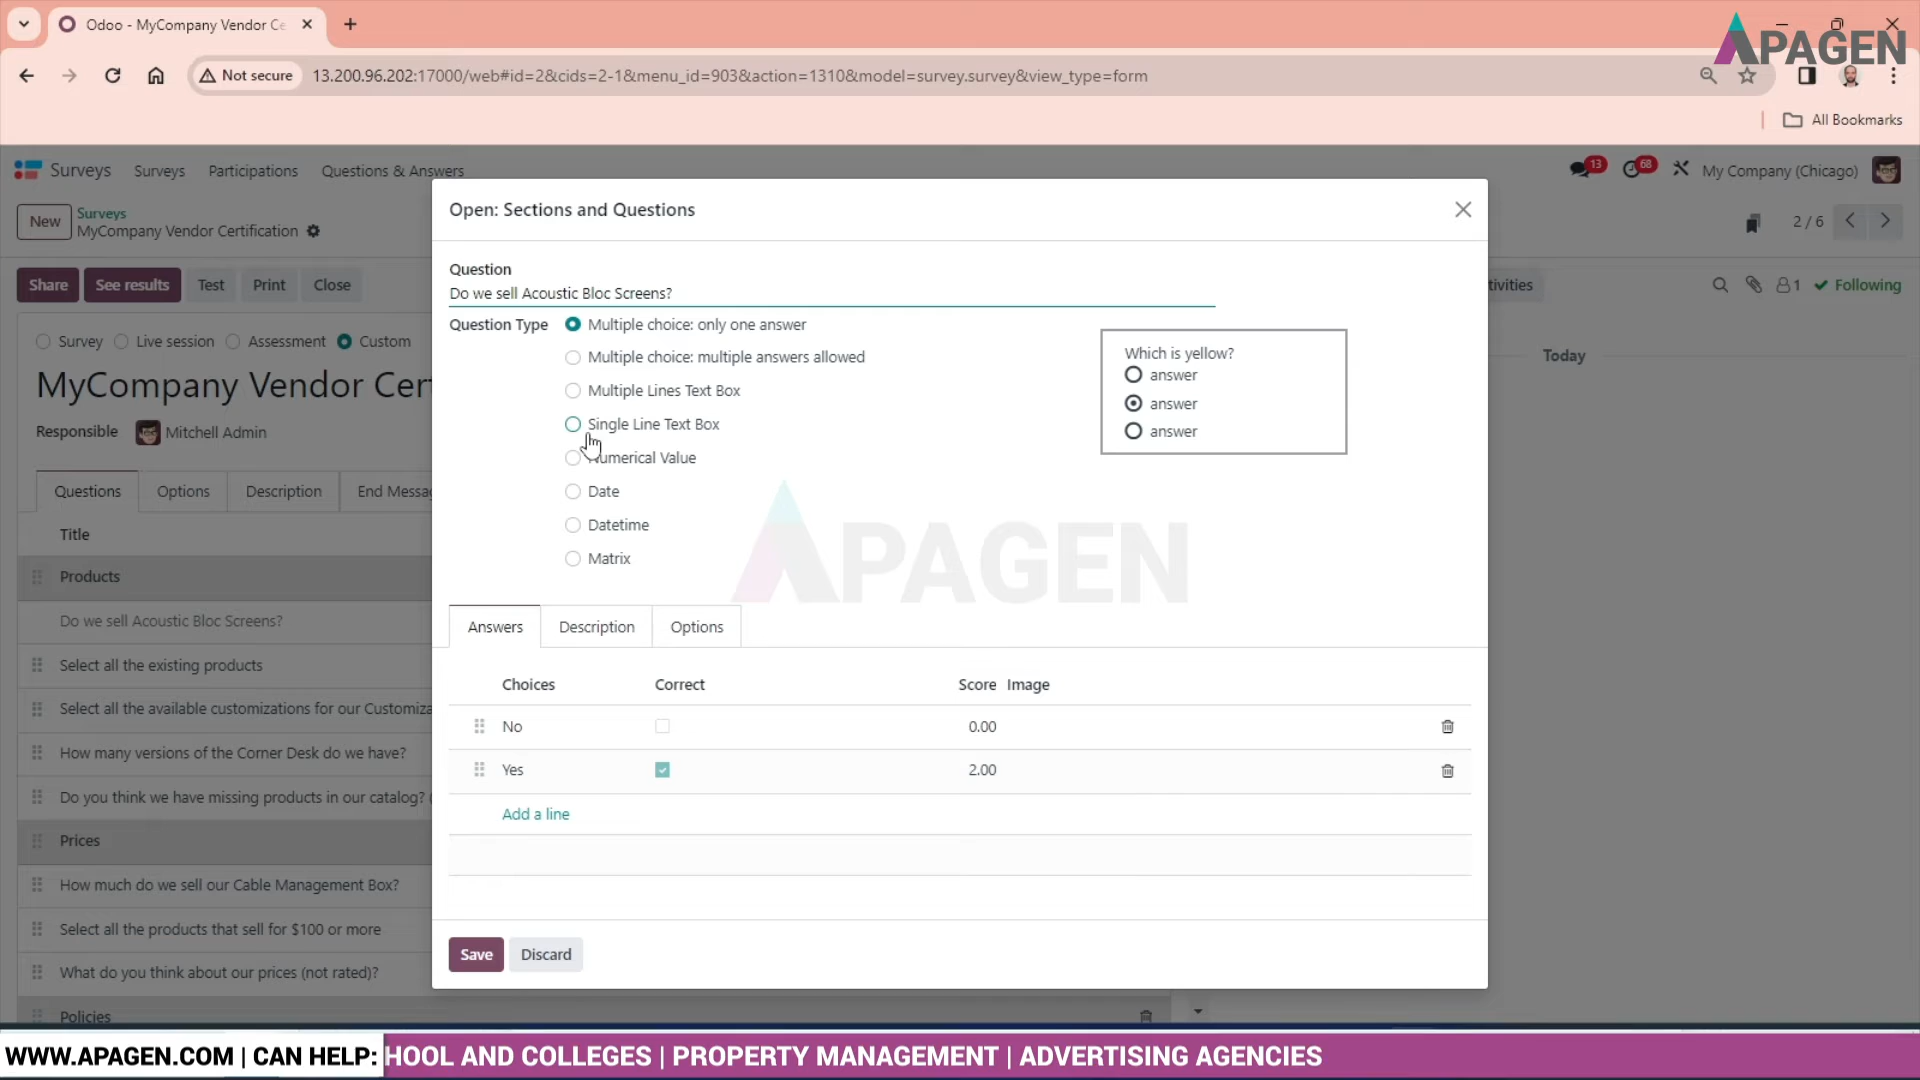 Odoo - MyCompany Vendor Ce
APAGEN
Not secure
13.200.96.202:17000/web#id=2&cids=2-1&menu_id=903&action=1310&model=survey.survey&view_type=form
All Bookmarks
Surveys Surveys Participations Questions & Answers
13 68 My Company (Chicago)
New
Surveys
MyCompany Vendor Certification
2 / 6
Share See results Test Print Close
tivities
1 Following
Survey Live session Assessment Custom
MyCompany Vendor Cert
Responsible Mitchell Admin
Questions Options Description End Messag
Title
Products
Do we sell Acoustic Bloc Screens?
Select all the existing products
Select all the available customizations for our Customiza
How many versions of the Corner Desk do we have?
Do you think we have missing products in our catalog? (
Prices
How much do we sell our Cable Management Box?
Select all the products that sell for $100 or more
What do you think about our prices (not rated)?
Policies
Today
Open: Sections and Questions
Question
Do we sell Acoustic Bloc Screens?
Question Type
Multiple choice: only one answer
Multiple choice: multiple answers allowed
Multiple Lines Text Box
Single Line Text Box
Numerical Value
Date
Datetime
Matrix
Which is yellow?
answer
answer
answer
APAGEN
Answers Description Options
Choices Correct Score Image
No 0.00
Yes 2.00
Add a line
Save Discard
WWW.APAGEN.COM | CAN HELP: HOOL AND COLLEGES | PROPERTY MANAGEMENT | ADVERTISING AGENCIES